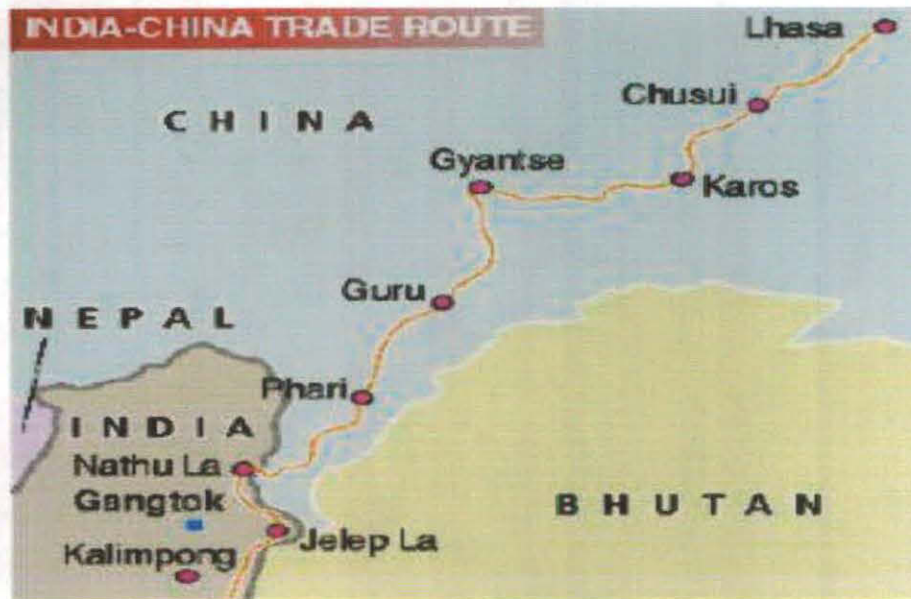 INDIA-CHINA TRADE ROUTE
Lhasa
Chusui
CHINA
Gyantse
Karos
Guru
NEPAL
Phari
INDIA
Nathu La
Gangtok
BHUTAN
Jelep La
Kalimpong